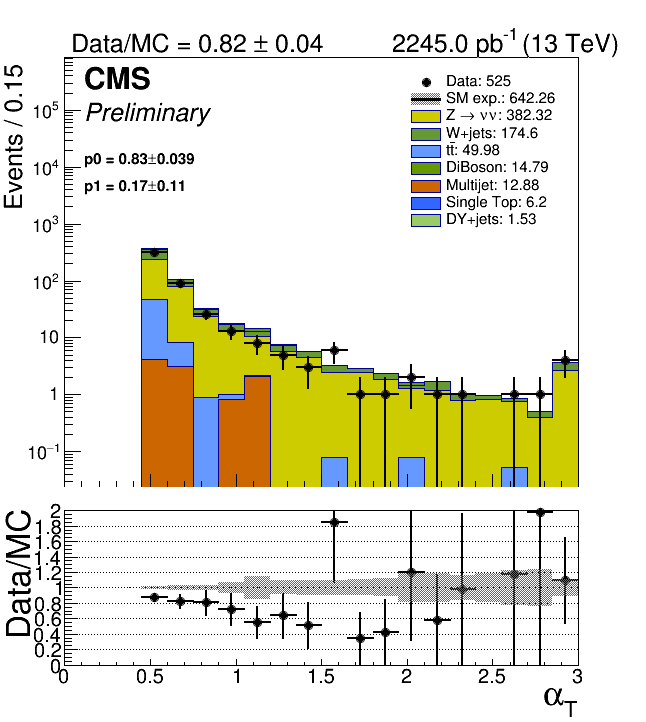 Data/MC = 0.82 ± 0.04 2245.0 pb⁻¹ (13 TeV)
CMS
Preliminary
p0 = 0.83±0.039
p1 = 0.17±0.11
Data: 525
SM exp.: 642.26
Z → νν: 382.32
W+jets: 174.6
tt̄: 49.98
DiBoson: 14.79
Multijet: 12.88
Single Top: 6.2
DY+jets: 1.53
Events / 0.15
10⁵
10⁴
10³
10²
10
1
10⁻¹
Data/MC
2
1.8
1.6
1.4
1.2
1
0.8
0.6
0.4
0.2
0
0 0.5 1 1.5 2 2.5 3
α_T